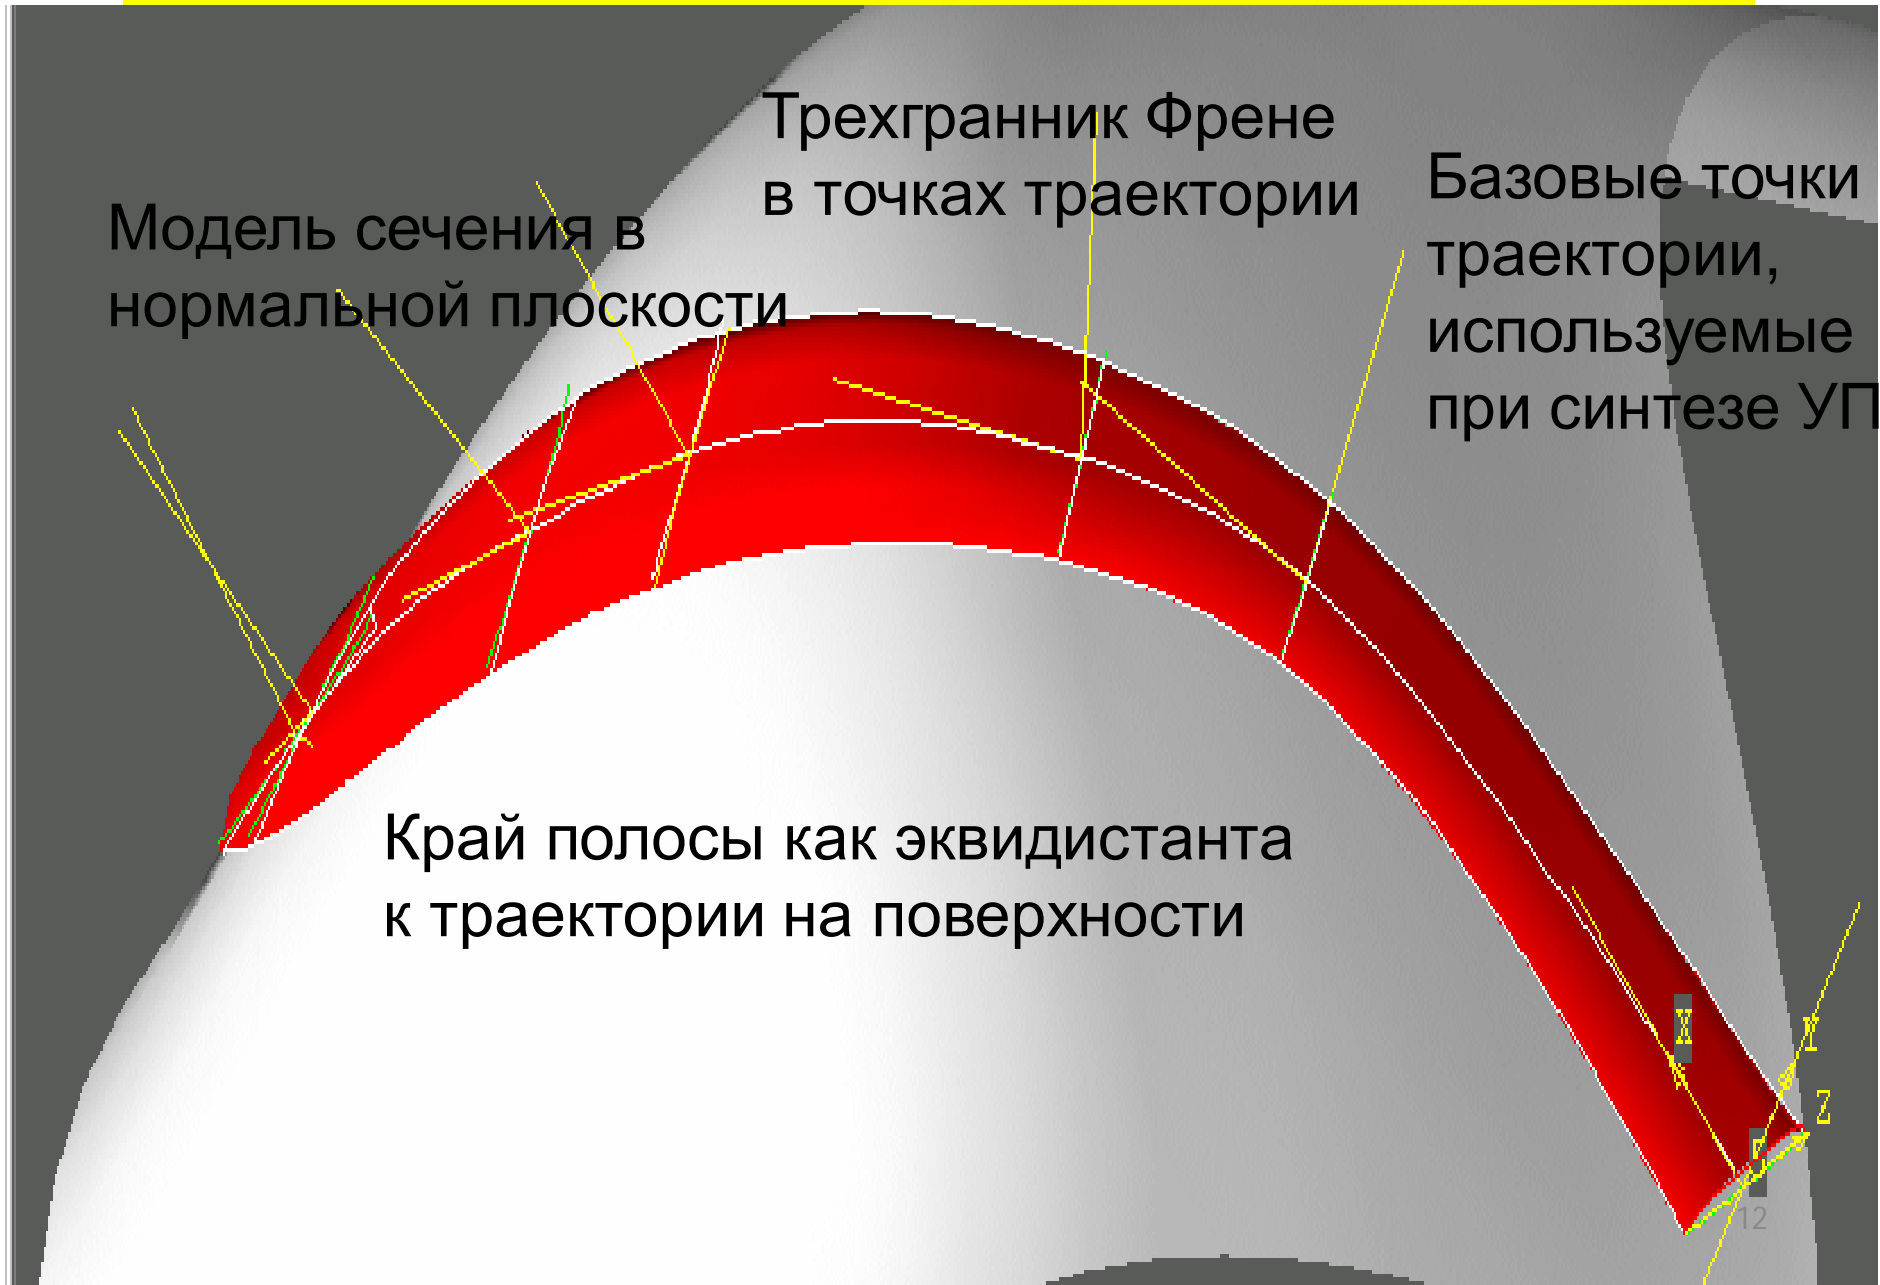 Трехгранник Френе
в точках траектории
Базовые точки
траектории,
используемые
при синтезе УП
Модель сечения в
нормальной плоскости
Край полосы как эквидистанта
к траектории на поверхности
X
Y
Z
12